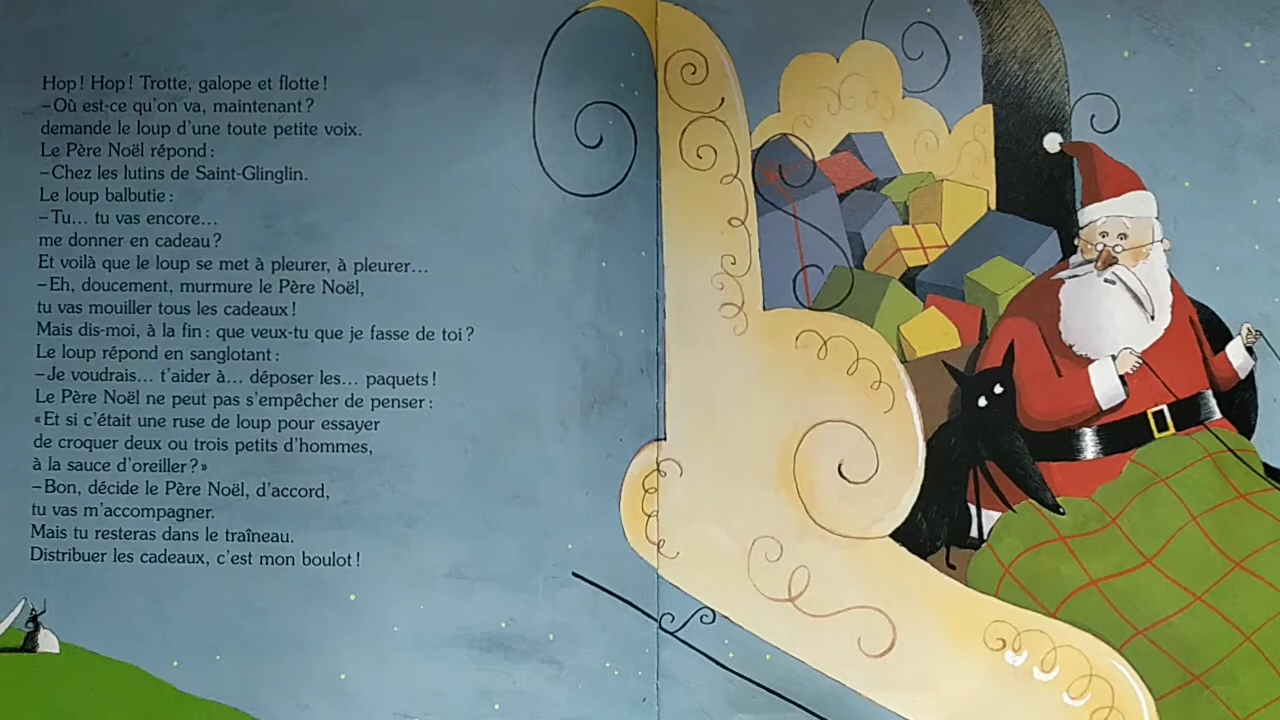 Hop ! Hop ! Trotte, galope et flotte !
– Où est-ce qu'on va, maintenant ?
demande le loup d'une toute petite voix.
Le Père Noël répond :
– Chez les lutins de Saint-Glinglin.
Le loup balbutie :
– Tu... tu vas encore...
me donner en cadeau ?
Et voilà que le loup se met à pleurer, à pleurer...
– Eh, doucement, murmure le Père Noël,
tu vas mouiller tous les cadeaux !
Mais dis-moi, à la fin : que veux-tu que je fasse de toi ?
Le loup répond en sanglotant :
– Je voudrais... t'aider à... déposer les... paquets !
Le Père Noël ne peut pas s'empêcher de penser :
« Et si c'était une ruse de loup pour essayer
de croquer deux ou trois petits d'hommes,
à la sauce d'oreiller ? »
– Bon, décide le Père Noël, d'accord,
tu vas m'accompagner.
Mais tu resteras dans le traîneau.
Distribuer les cadeaux, c'est mon boulot !